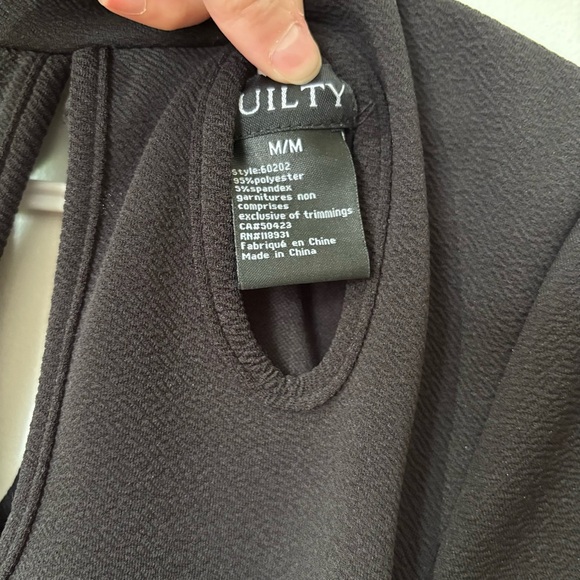 UILTY
M/M
style:60202
95%polyester
5%spandex
garnitures non
comprises
exclusive of trimmings
CA#50423
RN#118931
Fabriqué en Chine
Made in China